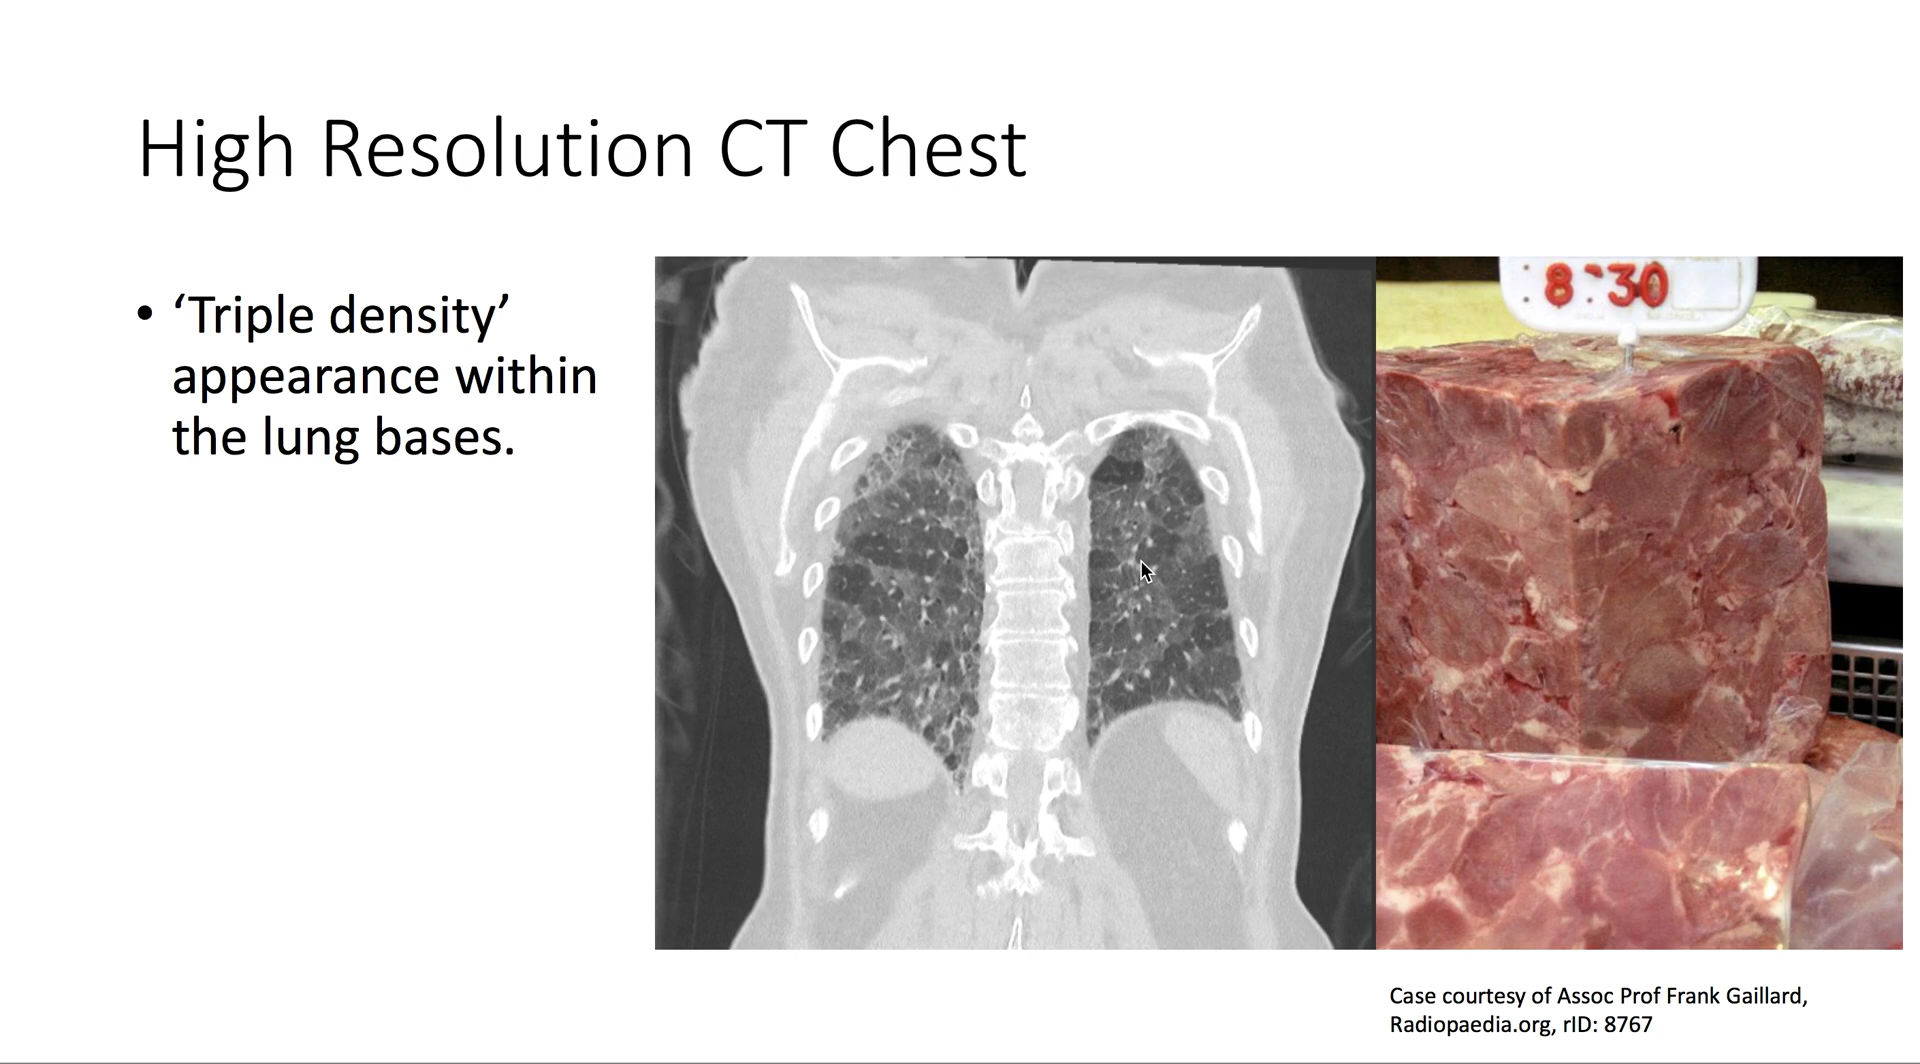 High Resolution CT Chest
• ‘Triple density’
appearance within
the lung bases.
8`30
Case courtesy of Assoc Prof Frank Gaillard,
Radiopaedia.org, rID: 8767